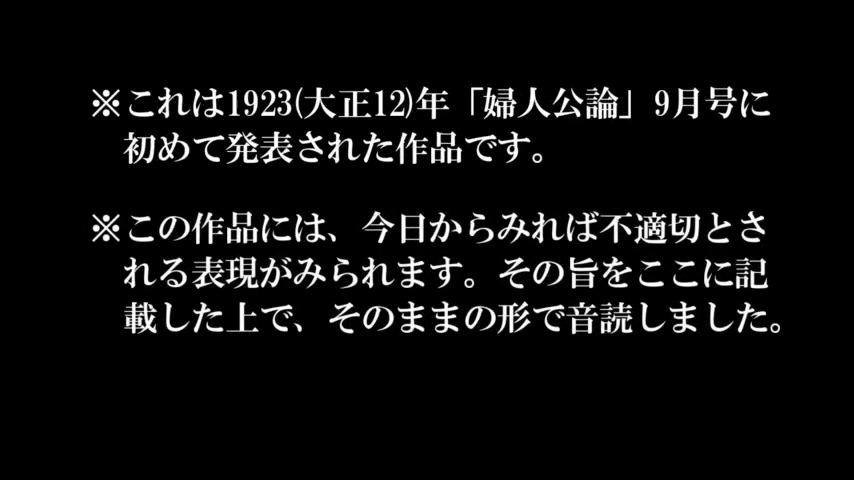 ※これは1923(大正12)年「婦人公論」9月号に
初めて発表された作品です。
※この作品には、今日からみれば不適切とさ
れる表現がみられます。その旨をここに記
載した上で、そのままの形で音読しました。